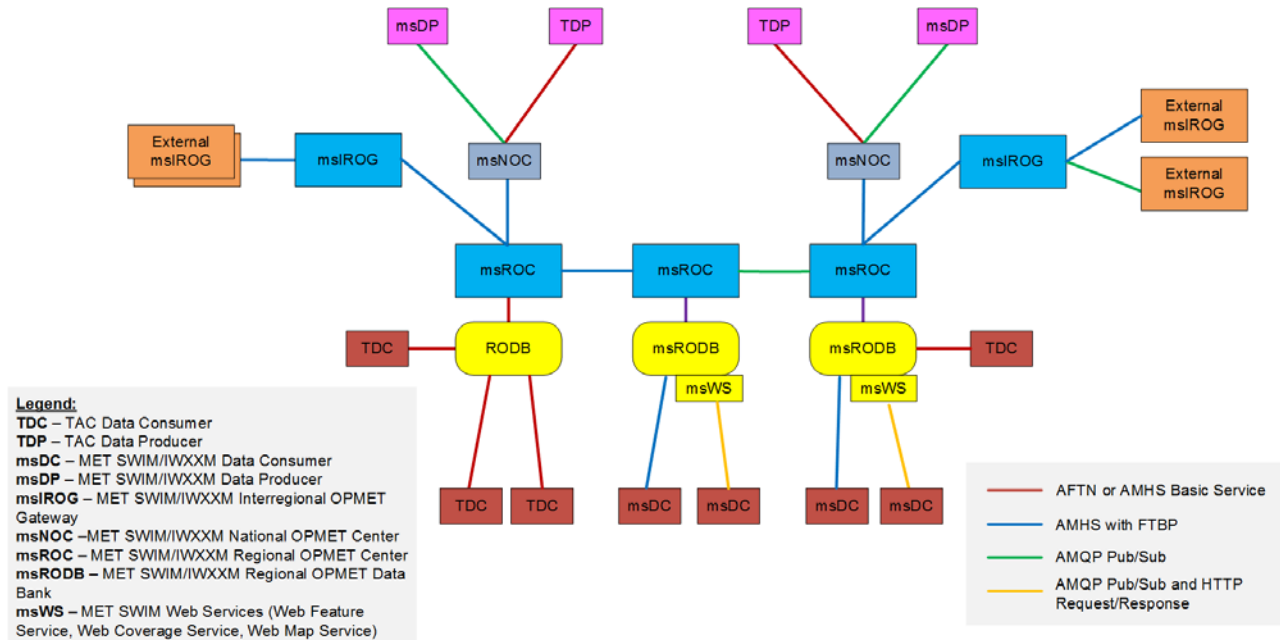 msDP
TDP
TDP
msDP
External
msIROG
msIROG
msNOC
msNOC
msIROG
External
msIROG
External
msIROG
msROC
msROC
msROC
TDC
RODB
msRODB
msWS
msRODB
msWS
TDC
TDC
TDC
msDC
msDC
msDC
msDC
Legend:
TDC – TAC Data Consumer
TDP – TAC Data Producer
msDC – MET SWIM/IWXXM Data Consumer
msDP – MET SWIM/IWXXM Data Producer
msIROG – MET SWIM/IWXXM Interregional OPMET
Gateway
msNOC –MET SWIM/IWXXM National OPMET Center
msROC – MET SWIM/IWXXM Regional OPMET Center
msRODB – MET SWIM/IWXXM Regional OPMET Data
Bank
msWS – MET SWIM Web Services (Web Feature
Service, Web Coverage Service, Web Map Service)
AFTN or AMHS Basic Service
AMHS with FTBP
AMQP Pub/Sub
AMQP Pub/Sub and HTTP
Request/Response